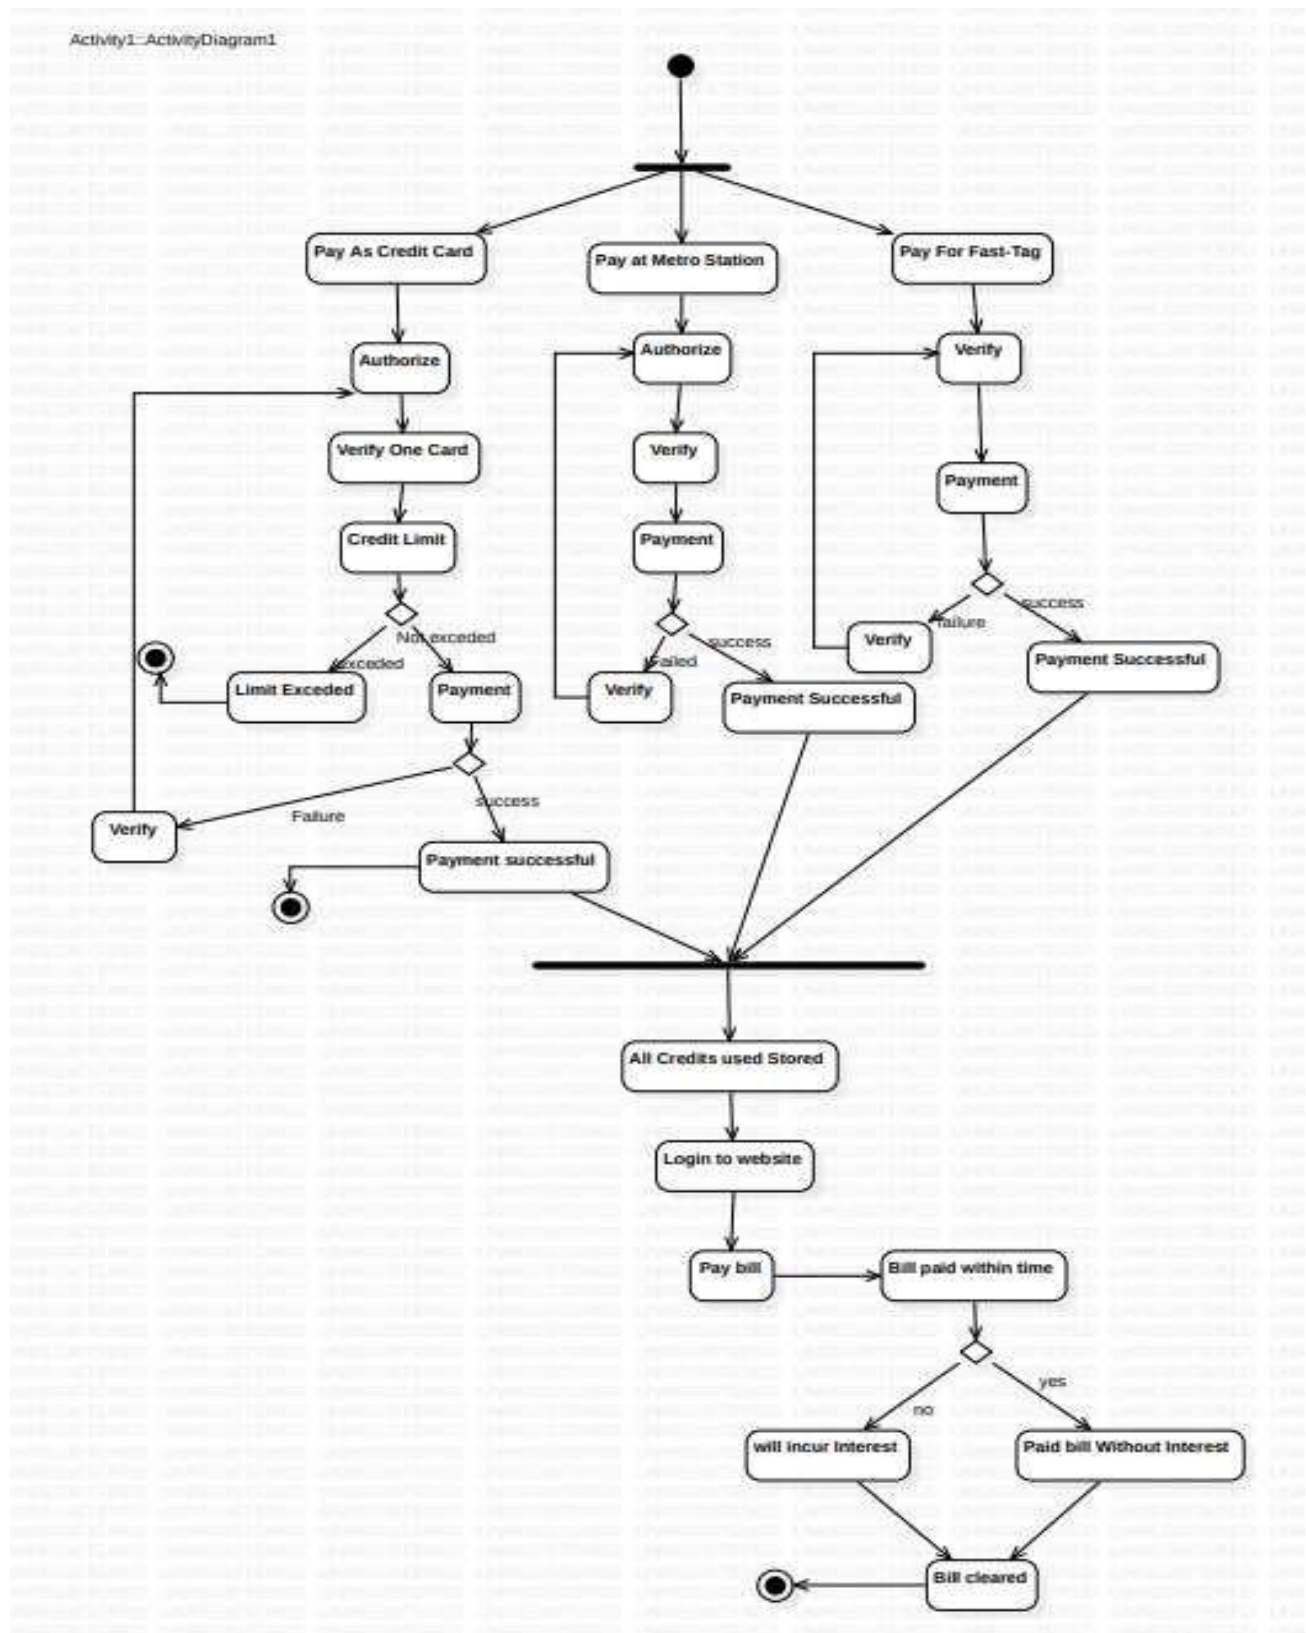 Activity1::ActivityDiagram1
Pay As Credit Card
Pay at Metro Station
Pay For Fast-Tag
Authorize
Authorize
Verify
Verify One Card
Verify
Payment
Credit Limit
Payment
Not exceded
exceded
success
Failed
success
failure
Limit Exceded
Payment
Verify
Payment Successful
Verify
Payment Successful
Failure
success
Verify
Payment successful
All Credits used Stored
Login to website
Pay bill
Bill paid within time
no
yes
will incur Interest
Paid bill Without Interest
Bill cleared